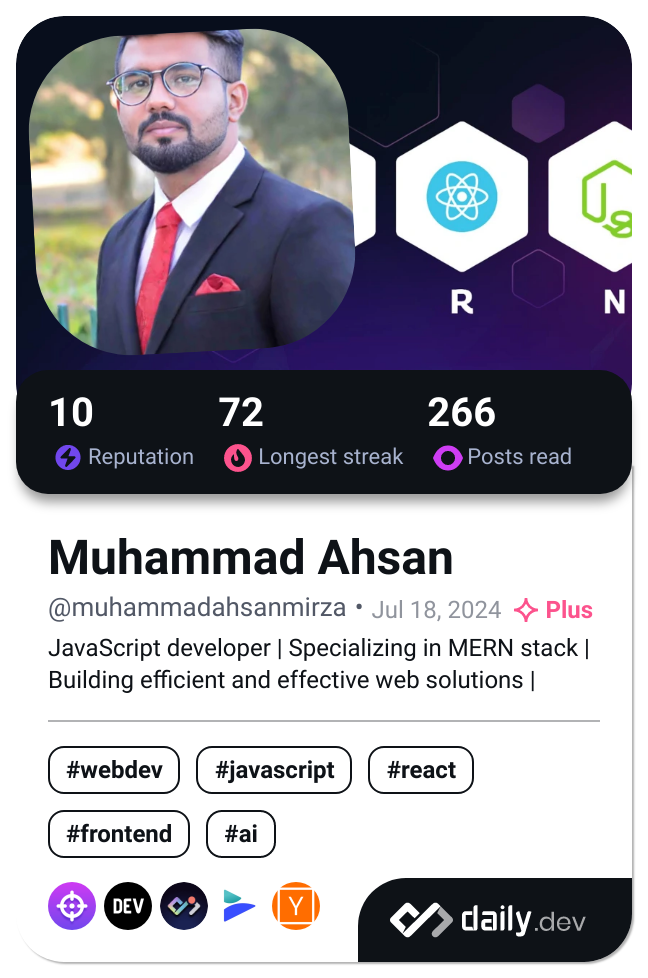 R
N
10
72
266
Reputation
Longest streak
Posts read
Muhammad Ahsan
@muhammadahsanmirza • Jul 18, 2024 Plus
JavaScript developer | Specializing in MERN stack |
Building efficient and effective web solutions |
#webdev #javascript #react
#frontend #ai
DEV
Y
daily.dev